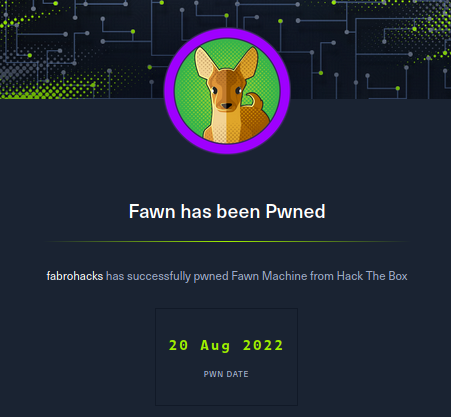 Fawn has been Pwned
fabrohacks has successfully pwned Fawn Machine from Hack The Box
20 Aug 2022
PWN DATE